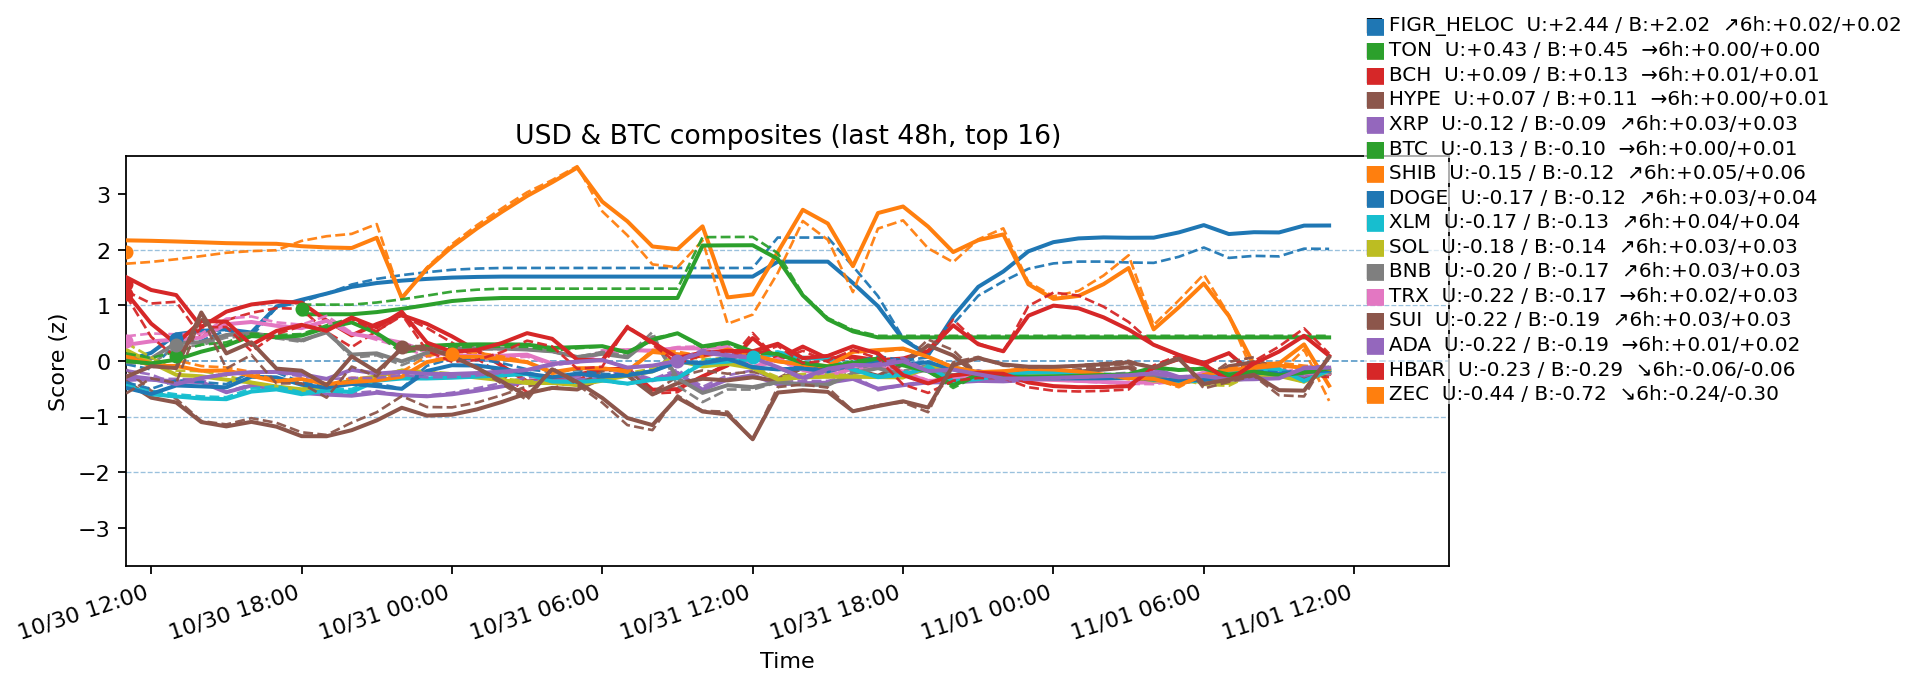 FIGR_HELOC U:+2.44 / B:+2.02 ↗6h:+0.02/+0.02
TON U:+0.43 / B:+0.45 →6h:+0.00/+0.00
BCH U:+0.09 / B:+0.13 →6h:+0.01/+0.01
HYPE U:+0.07 / B:+0.11 →6h:+0.00/+0.01
XRP U:-0.12 / B:-0.09 ↗6h:+0.03/+0.03
BTC U:-0.13 / B:-0.10 →6h:+0.00/+0.01
SHIB U:-0.15 / B:-0.12 ↗6h:+0.05/+0.06
DOGE U:-0.17 / B:-0.12 ↗6h:+0.03/+0.04
XLM U:-0.17 / B:-0.13 ↗6h:+0.04/+0.04
SOL U:-0.18 / B:-0.14 ↗6h:+0.03/+0.03
BNB U:-0.20 / B:-0.17 ↗6h:+0.03/+0.03
TRX U:-0.22 / B:-0.17 →6h:+0.02/+0.03
SUI U:-0.22 / B:-0.19 ↗6h:+0.03/+0.03
ADA U:-0.22 / B:-0.19 →6h:+0.01/+0.02
HBAR U:-0.23 / B:-0.29 ↘6h:-0.06/-0.06
ZEC U:-0.44 / B:-0.72 ↘6h:-0.24/-0.30
USD & BTC composites (last 48h, top 16)
Score (z)
3
2
1
0
−1
−2
−3
10/30 12:00
10/30 18:00
10/31 00:00
10/31 06:00
10/31 12:00
10/31 18:00
11/01 00:00
11/01 06:00
11/01 12:00
Time